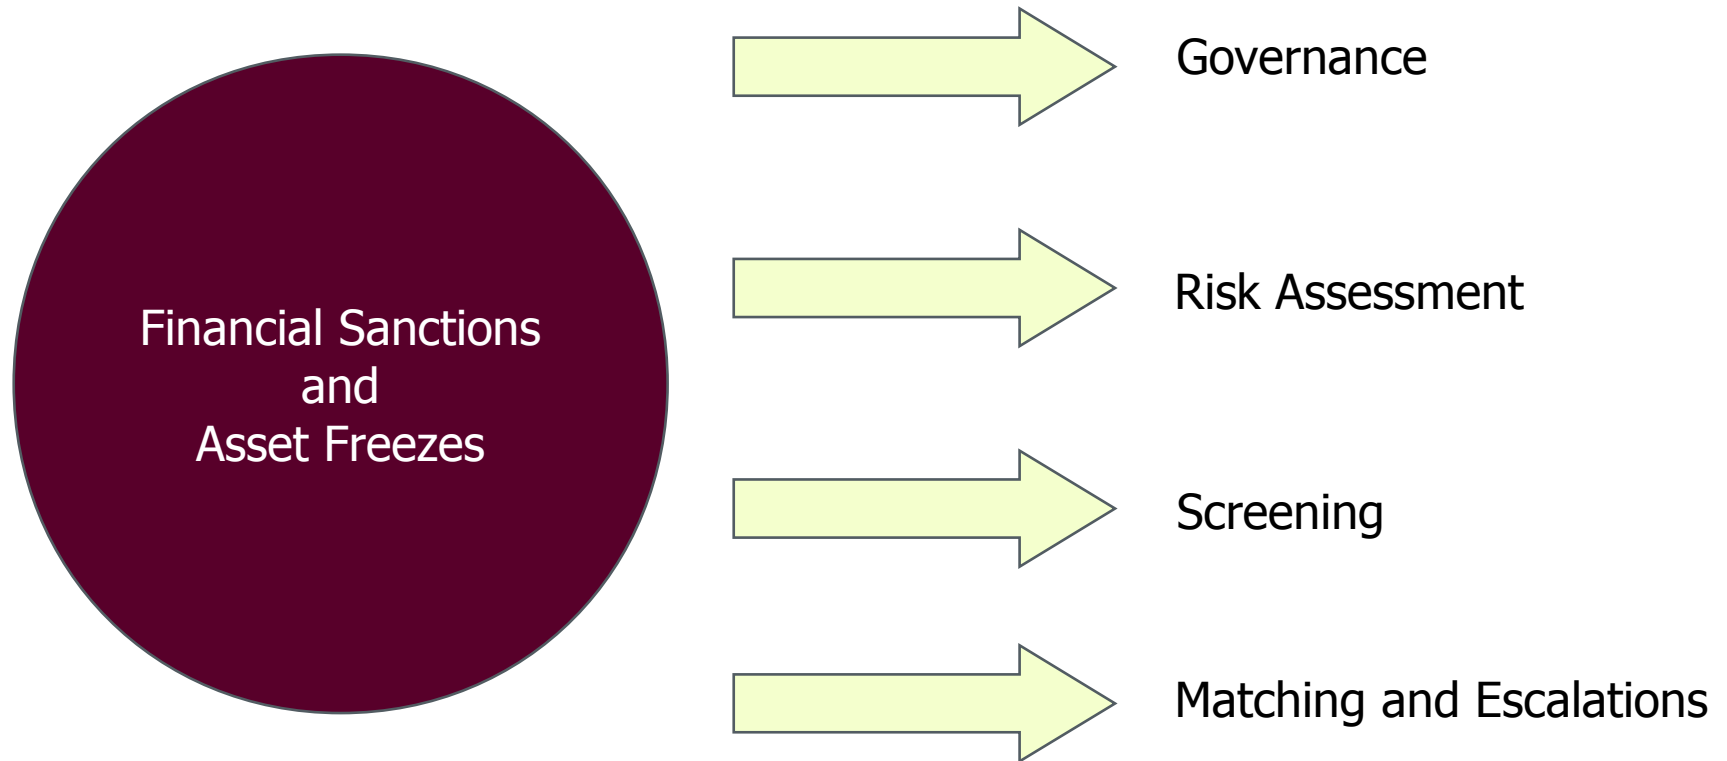 Financial Sanctions
and
Asset Freezes
Governance
Risk Assessment
Screening
Matching and Escalations